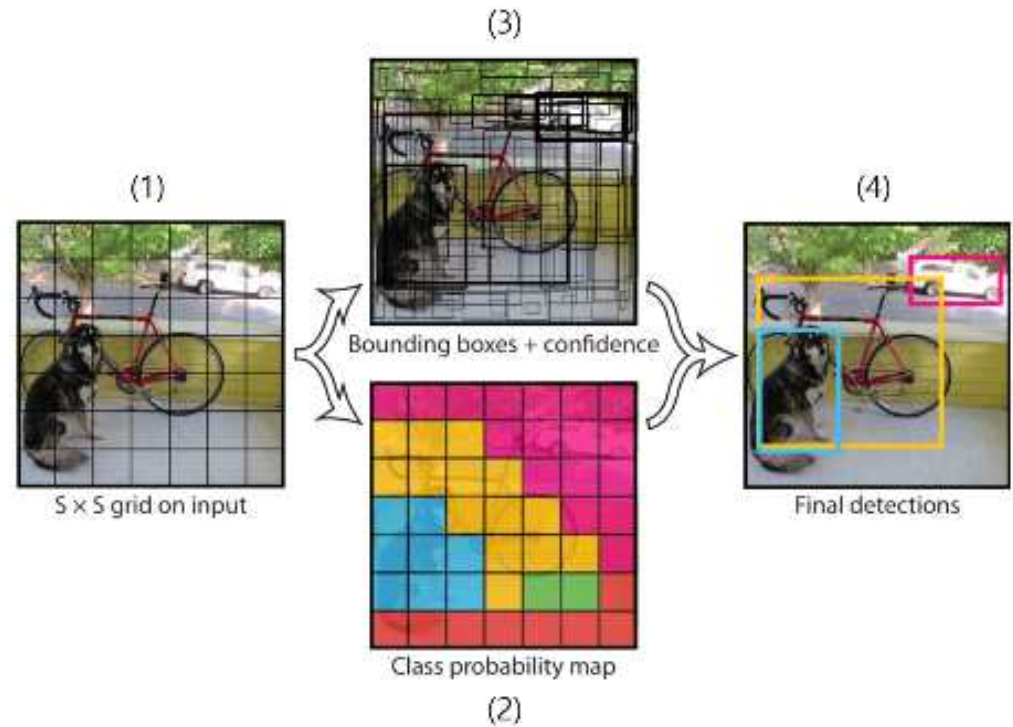 (3)
(1)
(4)
Bounding boxes + confidence
S × S grid on input
Final detections
Class probability map
(2)